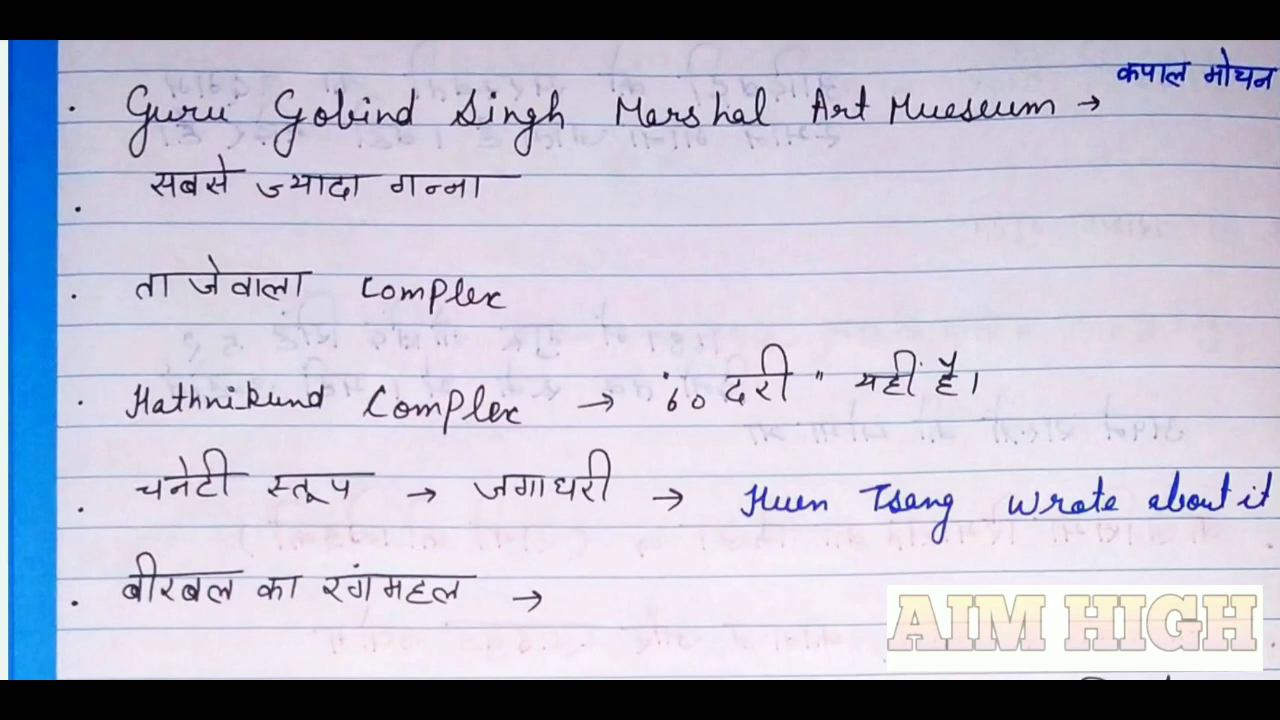 कपाल मोचन
· Guru Gobind Singh Marshal Art Mueseum →
· सबसे ज्यादा गन्ना
· ताजेवाला Complex
· Hathnikund Complex → "60 दरी" यहीं है।
· चनेटी स्तूप → जगाधरी → Huen Tsang wrote about it
· बीरबल का रंगमहल →
AIM HIGH